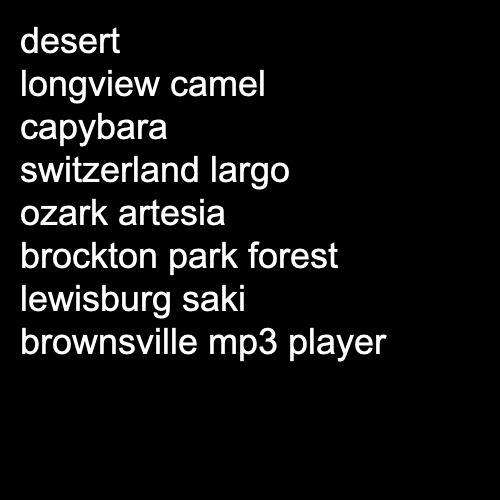 desert
longview camel
capybara
switzerland largo
ozark artesia
brockton park forest
lewisburg saki
brownsville mp3 player